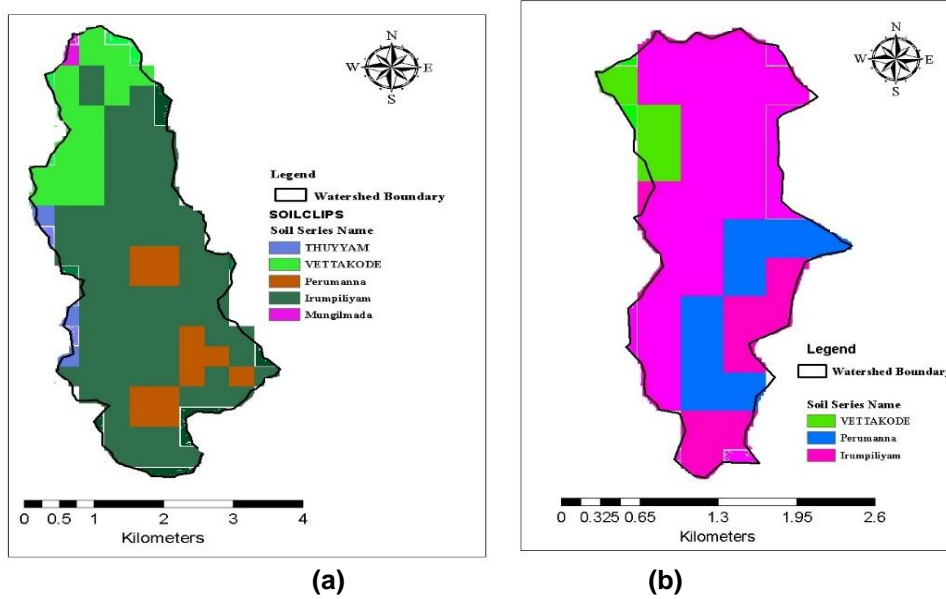 (a)
N
W E
S
Legend
Watershed Boundary
SOILCLIPS
Soil Series Name
THUYYAM
VETTAKODE
Perumanna
Irumpiliyam
Mungilmada
0 0.5 1 2 3 4
Kilometers
(b)
N
W E
S
Legend
Watershed Boundary
Soil Series Name
VETTAKODE
Perumanna
Irumpiliyam
0 0.325 0.65 1.3 1.95 2.6
Kilometers
(a) (b)